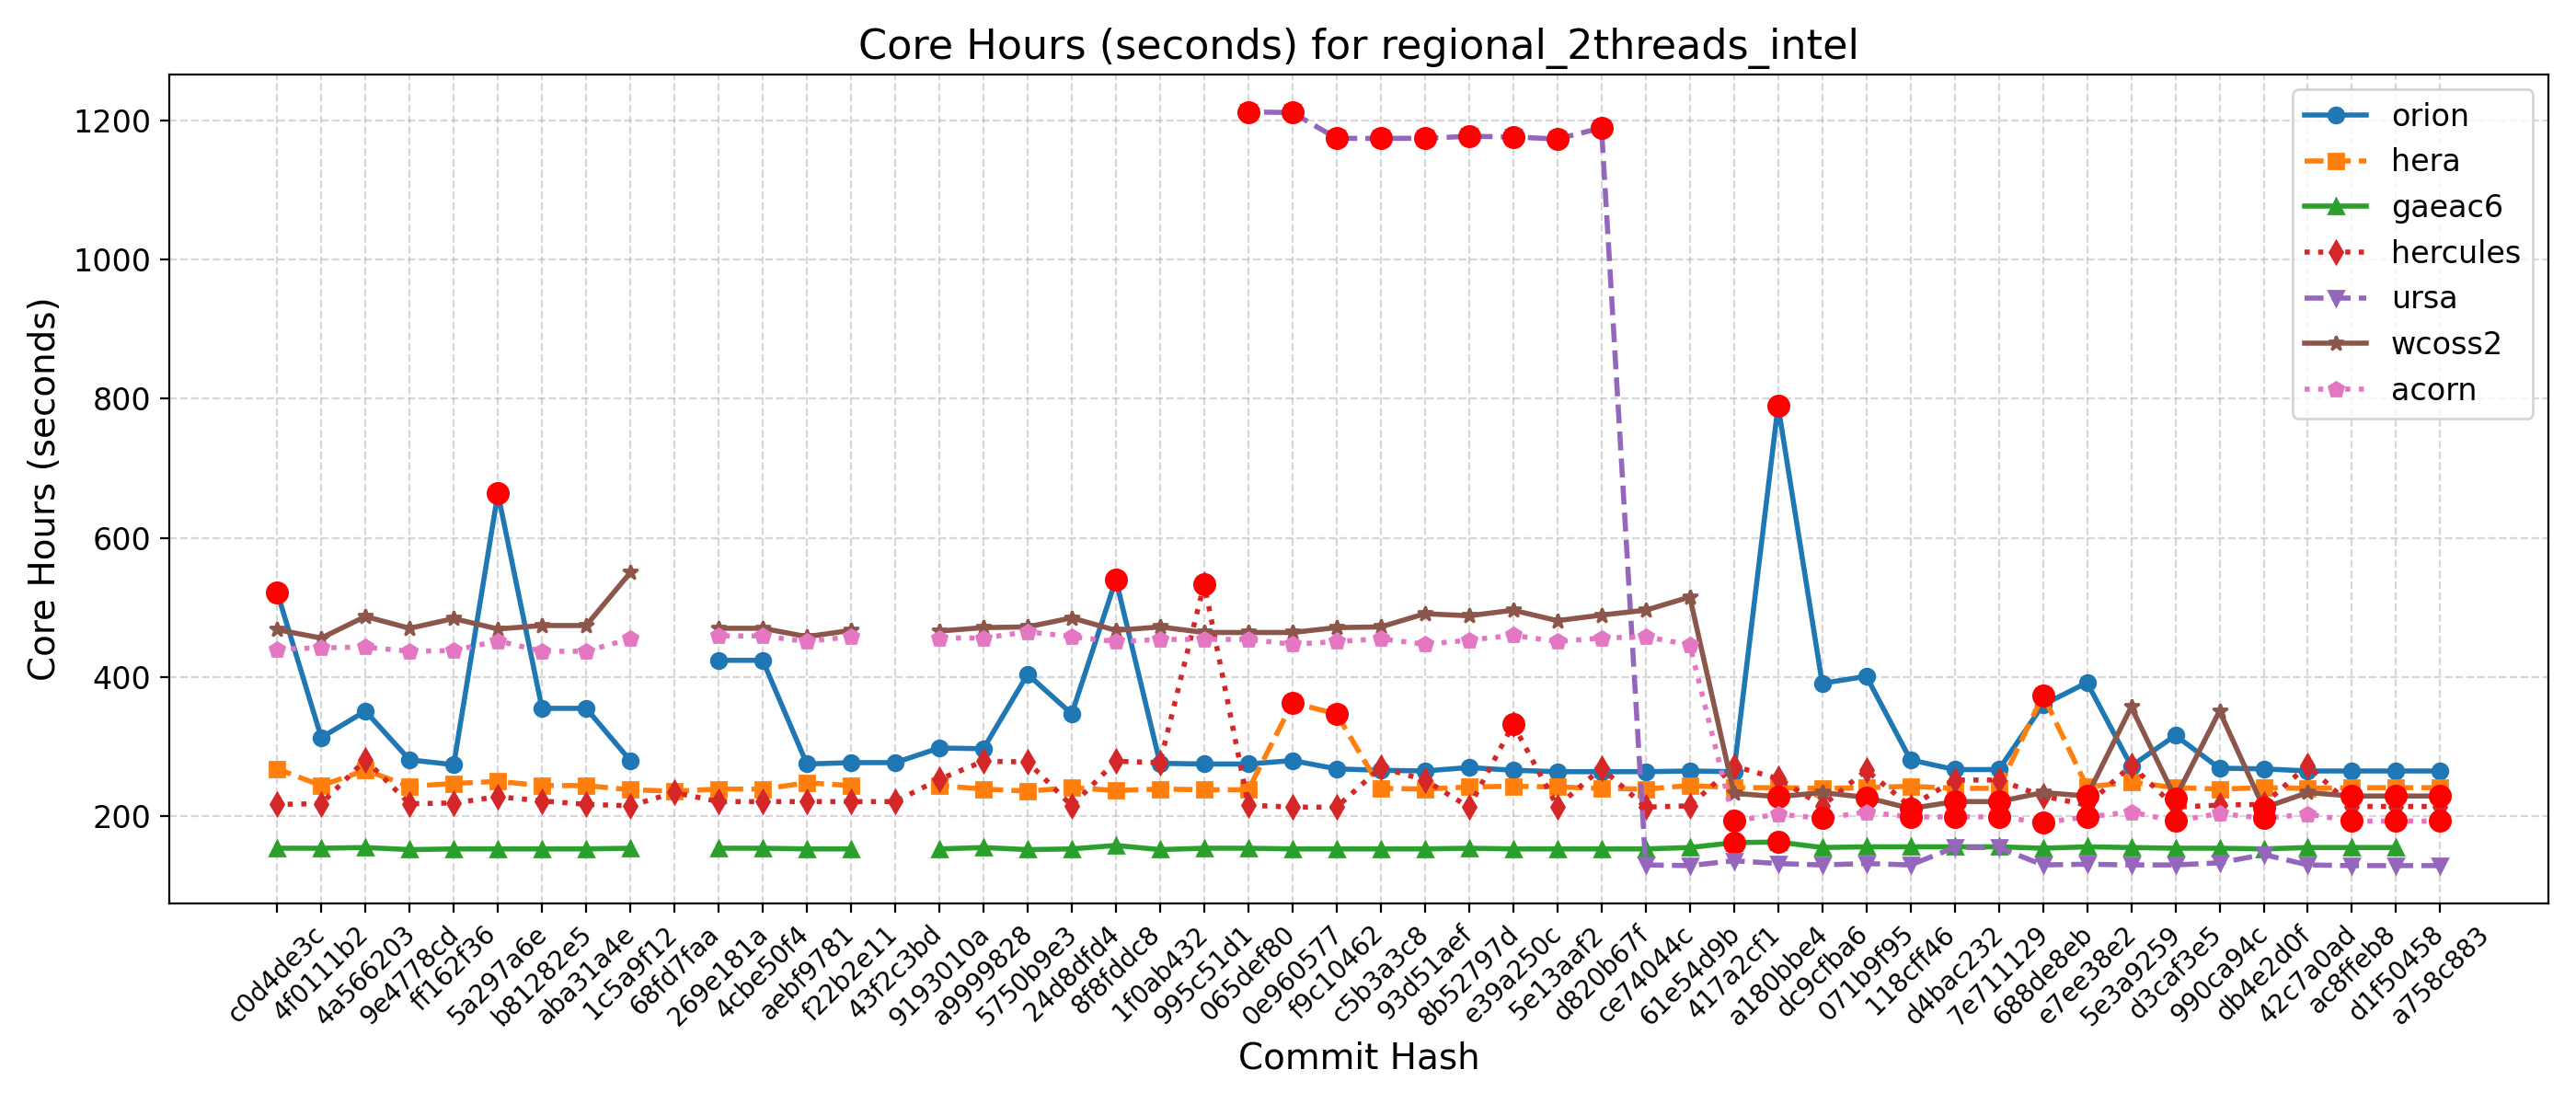 Core Hours (seconds) for regional_2threads_intel
Core Hours (seconds)
1200
1000
800
600
400
200
orion
hera
gaeac6
hercules
ursa
wcoss2
acorn
c0d4de3c
4f0111b2
4a566203
9e4778cd
ff162f36
5a297a6e
b81282e5
aba31a4e
1c5a9f12
68fd7faa
269e181a
4cbe50f4
aebf9781
f22b2e11
43f2c3bd
9193010a
a9999828
5750b9e3
24d8dfd4
8f8fddc8
1f0ab432
995c51d1
065def80
0e960577
f9c10462
c5b3a3c8
93d51aef
8b52797d
e39a250c
5e13aaf2
d820b67f
ce74044c
61e54d9b
417a2cf1
a180bbe4
dc9cfba6
071b9f95
118cff46
d4bac232
7e711129
688de8eb
e7ee38e2
5e3a9259
d3caf3e5
990ca94c
db4e2d0f
42c7a0ad
ac8ffeb8
d1f50458
a758c883
Commit Hash